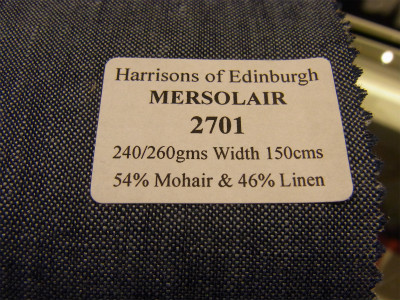 Harrisons of Edinburgh
MERSOLAIR
2701
240/260gms Width 150cms
54% Mohair & 46% Linen